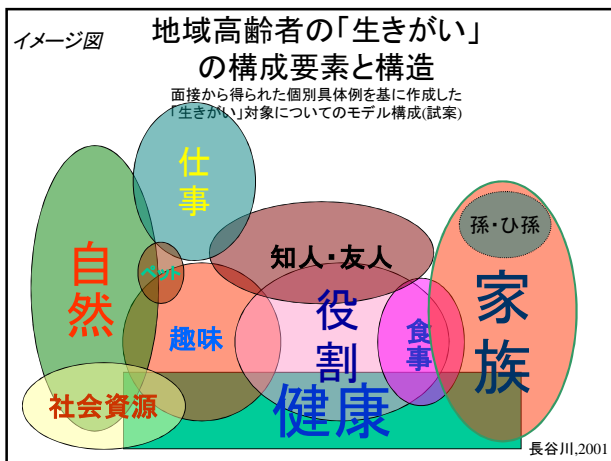 イメージ図
地域高齢者の「生きがい」
の構成要素と構造
面接から得られた個別具体例を基に作成した
「生きがい」対象についてのモデル構成(試案)
仕事
孫・ひ孫
知人・友人
自然
ペット
家族
役割
趣味
食事
健康
社会資源
長谷川,2001